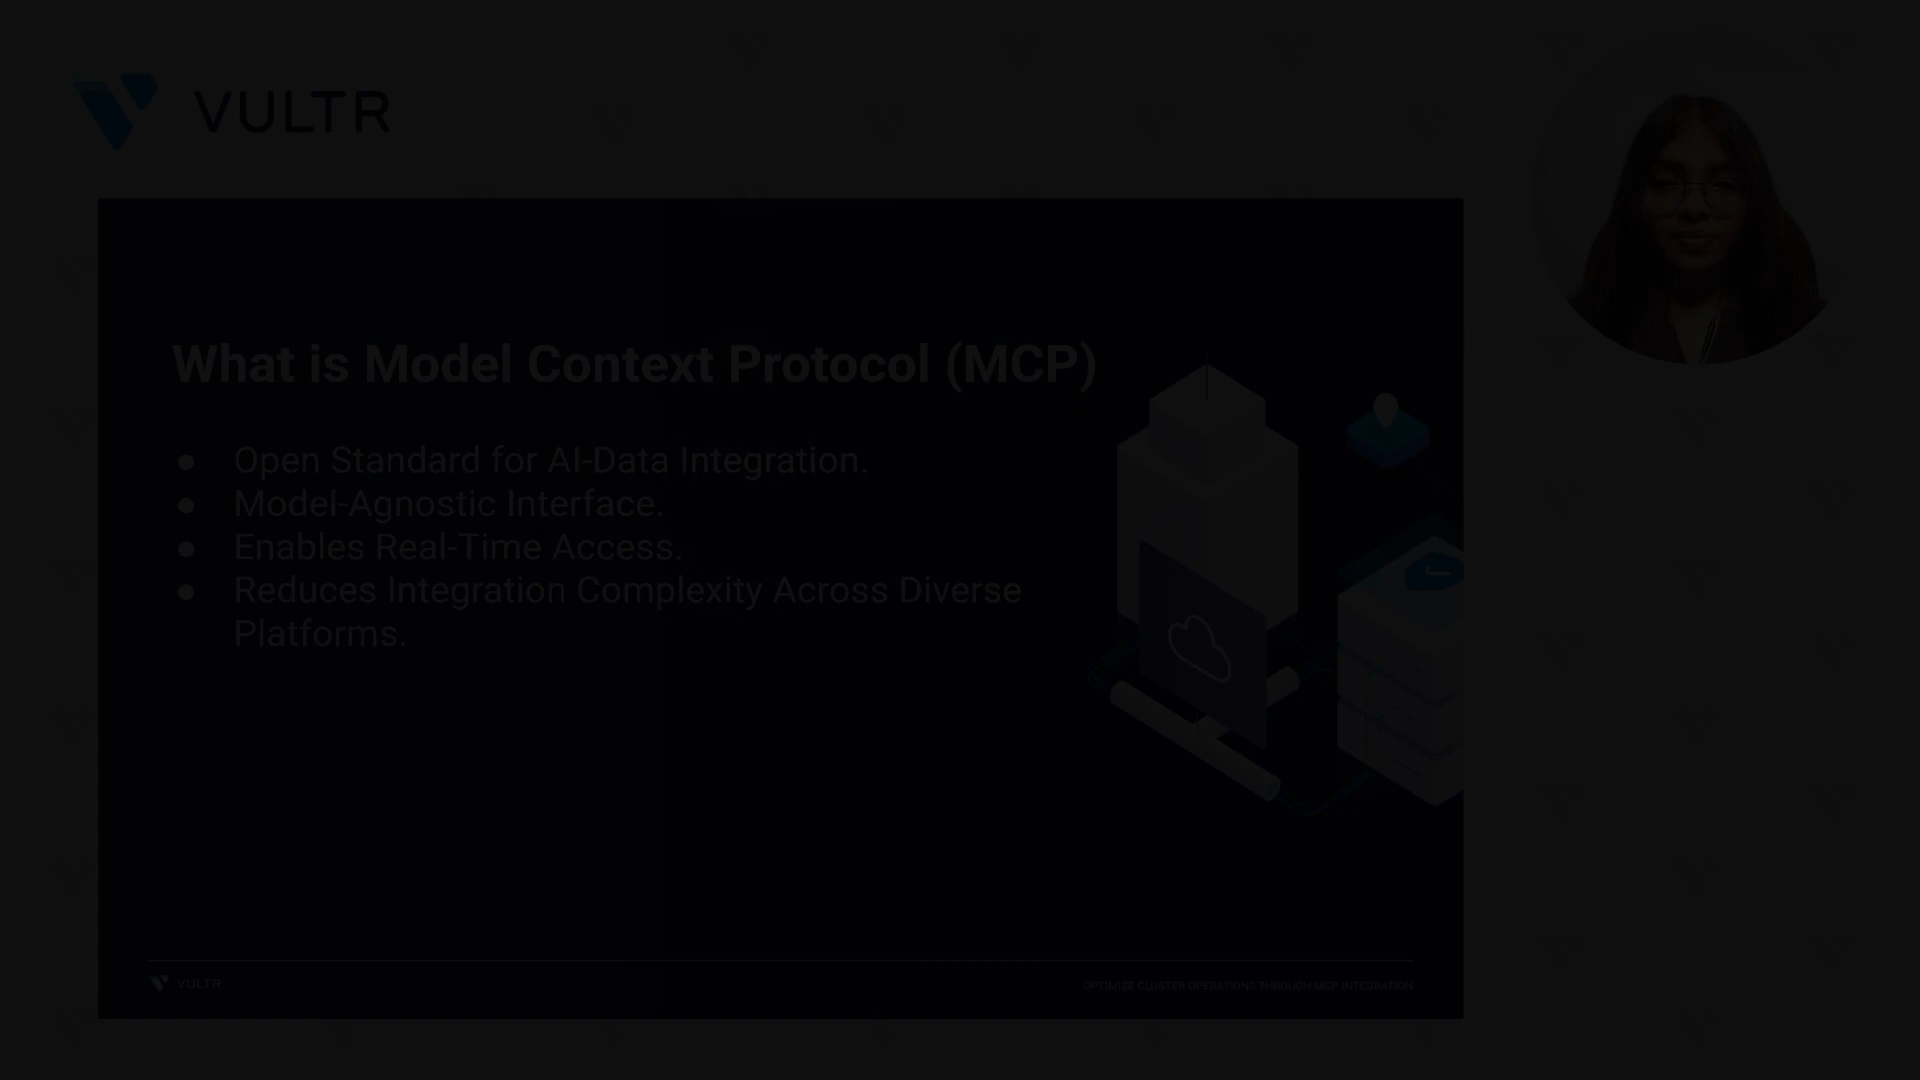 VULTR
What is Model Context Protocol (MCP)
● Open Standard for AI-Data Integration.
● Model-Agnostic Interface.
● Enables Real-Time Access.
● Reduces Integration Complexity Across Diverse
Platforms.
VULTR
OPTIMISE CLUSTER OPERATIONS THROUGH MCP INTEGRATION